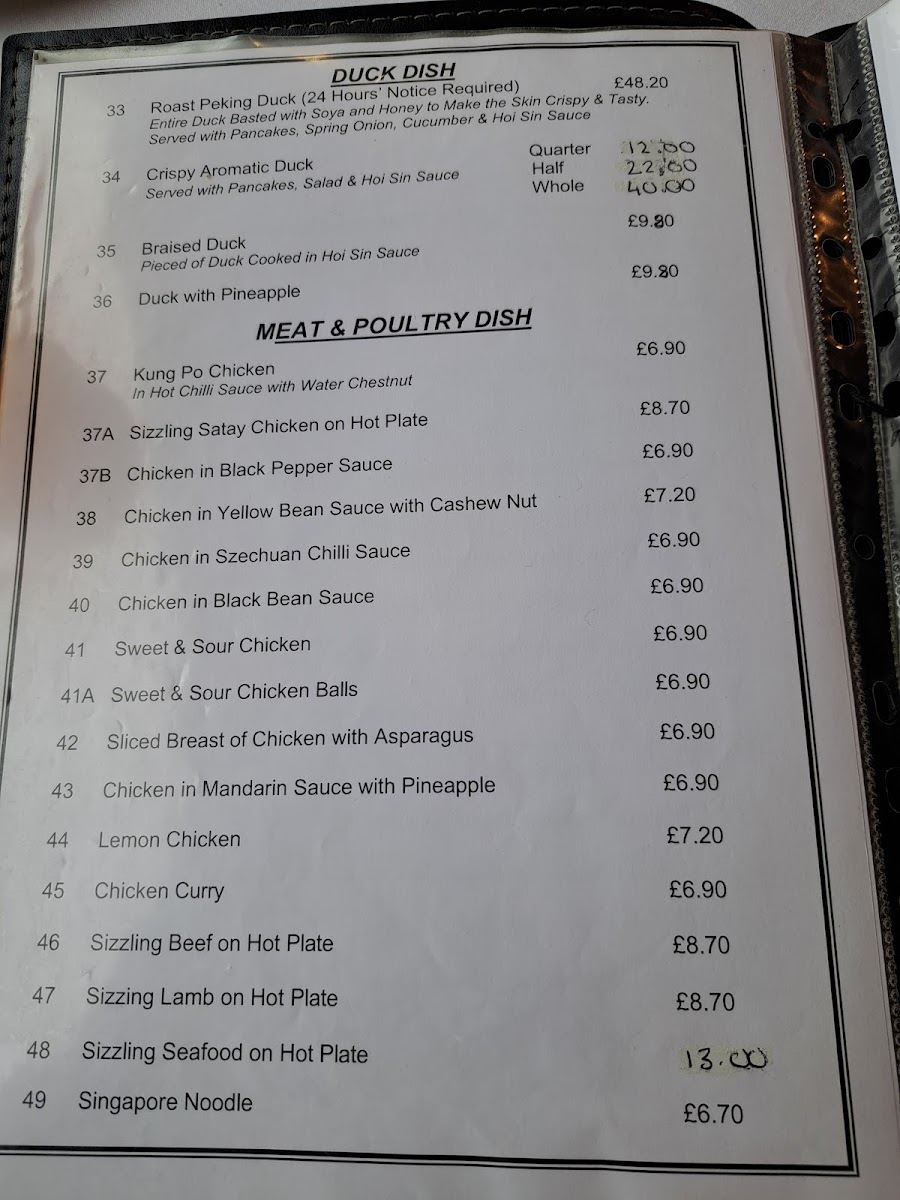 DUCK DISH
33 Roast Peking Duck (24 Hours' Notice Required) £48.20
Entire Duck Basted with Soya and Honey to Make the Skin Crispy & Tasty.
Served with Pancakes, Spring Onion, Cucumber & Hoi Sin Sauce
34 Crispy Aromatic Duck Quarter 12.00
Served with Pancakes, Salad & Hoi Sin Sauce Half 22.00
Whole 40.00
35 Braised Duck £9.80
Pieced of Duck Cooked in Hoi Sin Sauce
36 Duck with Pineapple £9.80
MEAT & POULTRY DISH
37 Kung Po Chicken £6.90
In Hot Chilli Sauce with Water Chestnut
37A Sizzling Satay Chicken on Hot Plate £8.70
37B Chicken in Black Pepper Sauce £6.90
38 Chicken in Yellow Bean Sauce with Cashew Nut £7.20
39 Chicken in Szechuan Chilli Sauce £6.90
40 Chicken in Black Bean Sauce £6.90
41 Sweet & Sour Chicken £6.90
41A Sweet & Sour Chicken Balls £6.90
42 Sliced Breast of Chicken with Asparagus £6.90
43 Chicken in Mandarin Sauce with Pineapple £6.90
44 Lemon Chicken £7.20
45 Chicken Curry £6.90
46 Sizzling Beef on Hot Plate £8.70
47 Sizzing Lamb on Hot Plate £8.70
48 Sizzling Seafood on Hot Plate 13.00
49 Singapore Noodle £6.70